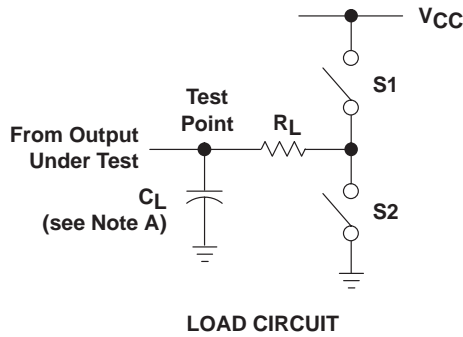 VCC
S1
Test
Point
RL
From Output
Under Test
CL
(see Note A)
S2
LOAD CIRCUIT